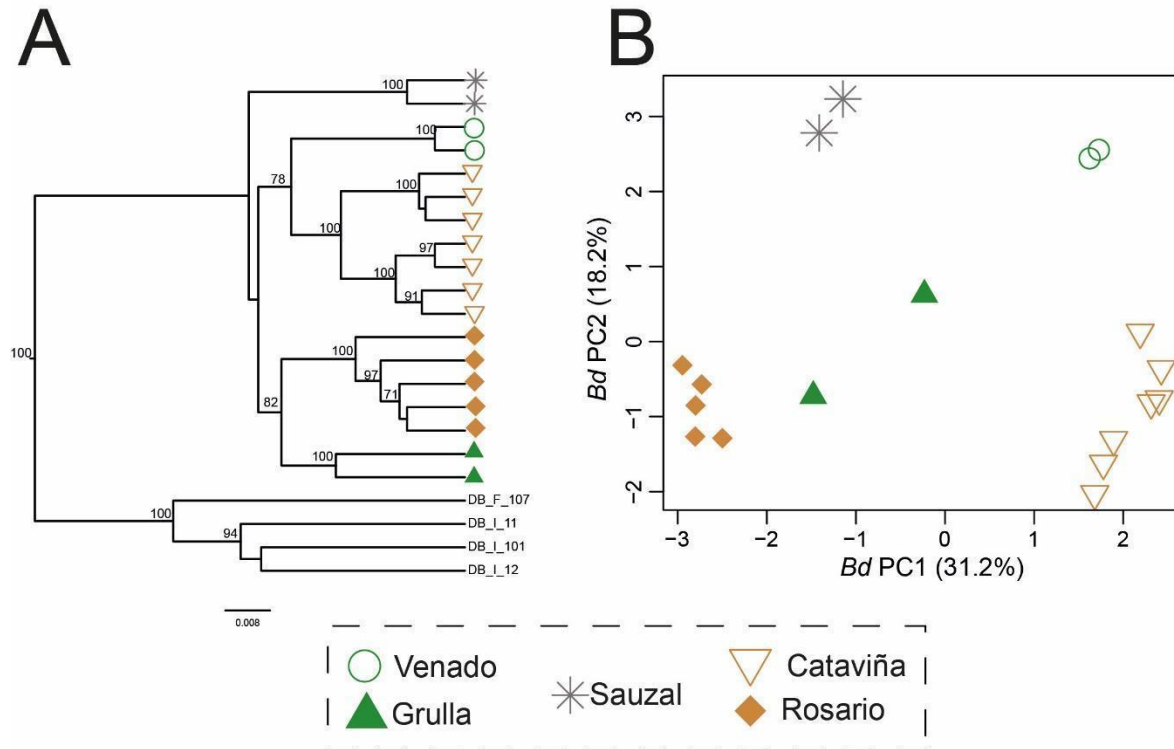 A
100
100
78
100
100
97
100
91
100
97
71
82
100
100
100
94
DB_F_107
DB_I_11
DB_I_101
DB_I_12
0.008
B
3
2
1
0
−1
−2
Bd PC2 (18.2%)
−3 −2 −1 0 1 2
Bd PC1 (31.2%)
Venado
Grulla
Sauzal
Cataviña
Rosario